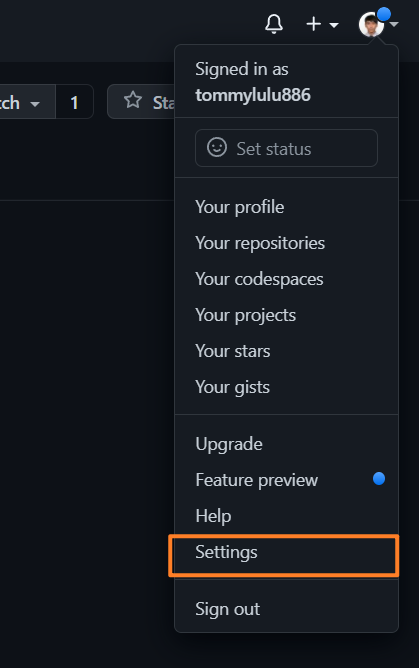 tch
1
Sta
Signed in as
tommylulu886
Set status
Your profile
Your repositories
Your codespaces
Your projects
Your stars
Your gists
Upgrade
Feature preview
Help
Settings
Sign out